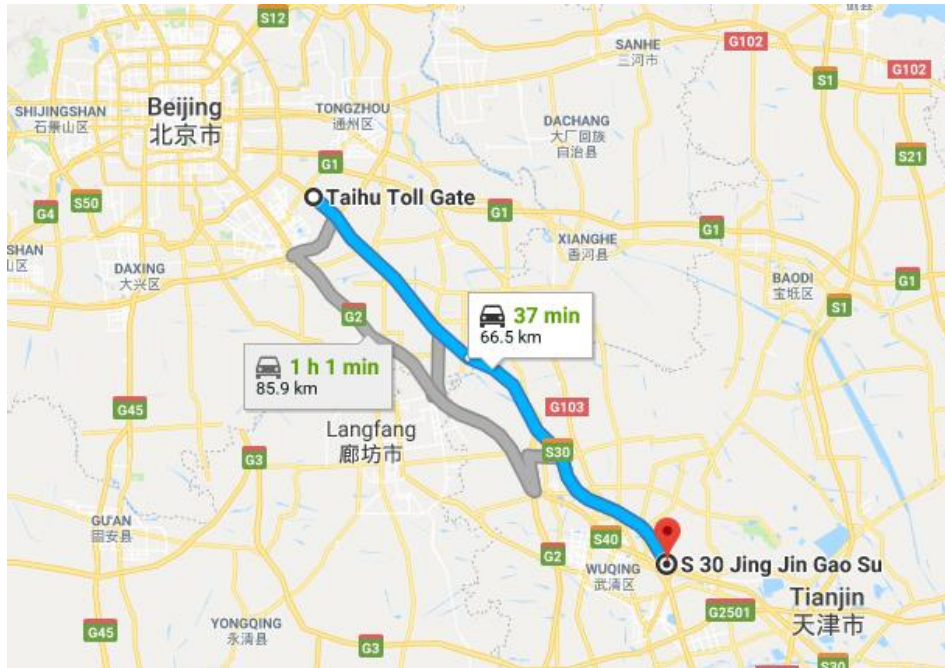 S12
SANHE
三河市
G102
G102
S1
SHIJINGSHAN
石景山区
Beijing
北京市
TONGZHOU
通州区
DACHANG
大厂回族
自治县
S21
G1
Taihu Toll Gate
G4
S50
G1
G1
XIANGHE
香河县
SHAN
山区
DAXING
大兴区
BAODI
宝坻区
G1
S1
G2
37 min
66.5 km
1 h 1 min
85.9 km
G45
G103
Langfang
廊坊市
S30
G3
GU'AN
固安县
S40
G2
WUQING
武清区
S 30 Jing Jin Gao Su
Tianjin
天津市
G2501
YONGQING
永清县
G45
G3
S30